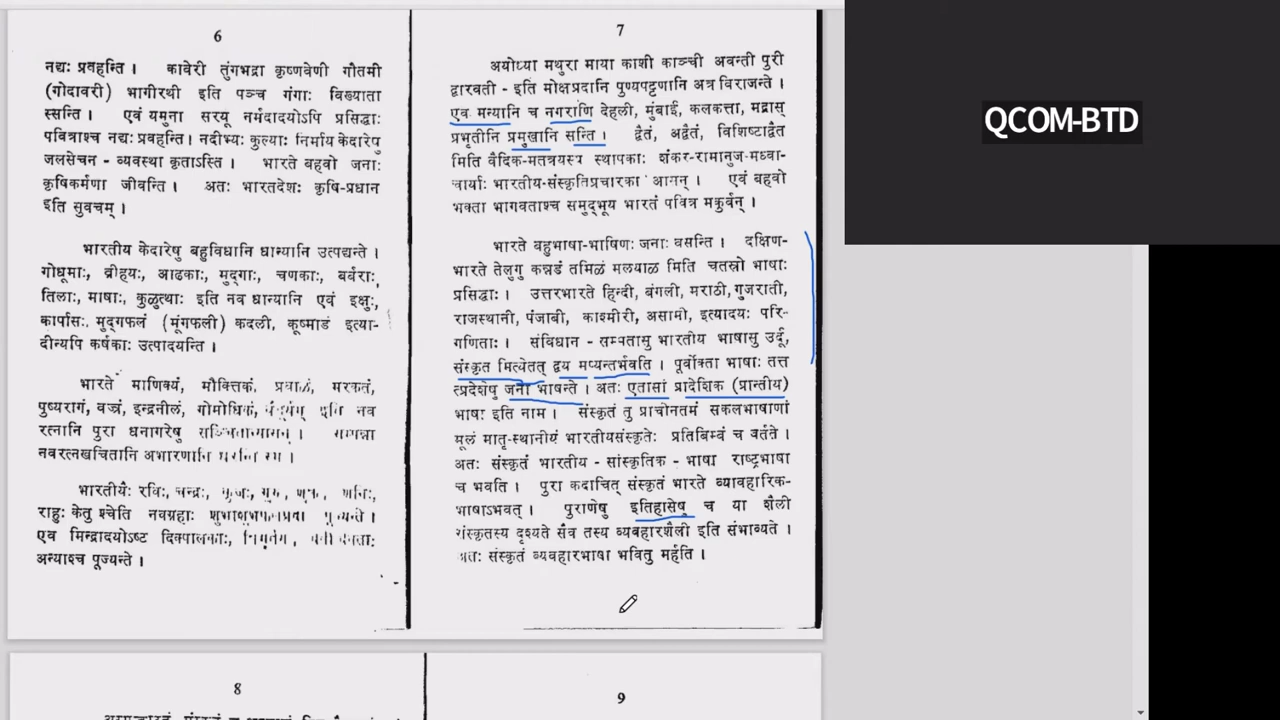 6
नद्यः प्रवहन्ति । कावेरी तुंगभद्रा कृष्णवेणी गौतमी
(गोदावरी) भागीरथी इति पञ्च गंगाः विख्याता
स्सन्ति । एवं यमुना सरयू नर्मदादयोऽपि प्रसिद्धाः
पवित्राश्च नद्यः प्रवहन्ति । नदीभ्यः कुल्याः निर्माय केदारेषु
जलसेचन - व्यवस्था कृताऽस्ति । भारते बहवो जनाः
कृषिकर्मणा जीवन्ति । अतः भारतदेशः कृषि-प्रधान
इति सुवचम् ।
भारतीय केदारेषु बहुविधानि धान्यानि उत्पद्यन्ते ।
गोधूमाः, व्रीहयः, आढकाः, मुद्गाः, चणकाः, बर्बराः,
तिलाः, माषाः, कुळुत्थाः इति नव धान्यानि एवं इक्षुः,
कार्पासः, मुद्गफलं (मूंगफली) कदली, कूष्माडं इत्या-
दीन्यपि कर्षकाः उत्पादयन्ति ।
भारते माणिक्यं, मौक्तिकं, प्रवाळं, मरकतं,
पुष्यरागं, वज्रं, इन्द्रनीलं, गोमोधिकं, इति नव
रत्नानि पुरा धनागरेषु सम्पन्ना
नवरत्नखचितानि अभारणानि स्म ।
भारतीयैः रविः, चन्द्रः, कुजः, शनिः,
राहुः केतु श्चेति नवग्रहाः पूज्यन्ते ।
एव मिन्द्रादयोऽष्ट दिक्पालकाः,
अन्याश्च पूज्यन्ते ।
7
अयोध्या मथुरा माया काशी काञ्ची अवन्ती पुरी
द्वारवती - इति मोक्षप्रदानि पुण्यपट्टणानि अत्र विराजन्ते ।
एव मन्यानि च नगराणि देहली, मुंबाई, कलकत्ता, मद्रास्
प्रभृतीनि प्रमुखानि सन्ति । द्वैतं, अद्वैतं, विशिष्टाद्वैत
मिति वैदिक-मतत्रयस्य स्थापकाः शंकर-रामानुज-मध्वा-
चार्याः भारतीय-संस्कृतिप्रचारका आसन् । एवं बहवो
भक्ता भागवताश्च समुद्भूय भारतं पवित्र मकुर्वन् ।
भारते बहुभाषा-भाषिणः जनाः वसन्ति । दक्षिण-
भारते तेलुगु कन्नडं तमिळं मलयाळ मिति चतस्रो भाषाः
प्रसिद्धाः । उत्तरभारते हिन्दी, बंगली, मराठी, गुजराती,
राजस्थानी, पंजाबी, काश्मीरी, असामी, इत्यादयः परि-
गणिताः । संविधान - सम्मतासु भारतीय भाषासु उर्दू,
संस्कृत मित्येतत् द्वय मप्यन्तर्भवति । पूर्वोक्ता भाषाः तत्त
त्प्रदेशेषु जना भाषन्ते । अतः एतासां प्रादेशिक (प्रान्तीय)
भाषा इति नाम । संस्कृतं तु प्राचीनतमं सकलभाषाणां
मूलं मातृ-स्थानीयं भारतीयसंस्कृतेः प्रतिबिम्बं च वर्तते ।
अतः संस्कृतं भारतीय - सांस्कृतिक - भाषा राष्ट्रभाषा
च भवति । पुरा कदाचित् संस्कृतं भारते व्यावहारिक-
भाषाऽभवत् । पुराणेषु इतिहासेषु च या शैली
संस्कृतस्य दृश्यते सैव तस्य व्यवहारशैली इति संभाव्यते ।
अतः संस्कृतं व्यवहारभाषा भवितु मर्हति ।
8
9
QCOM-BTD